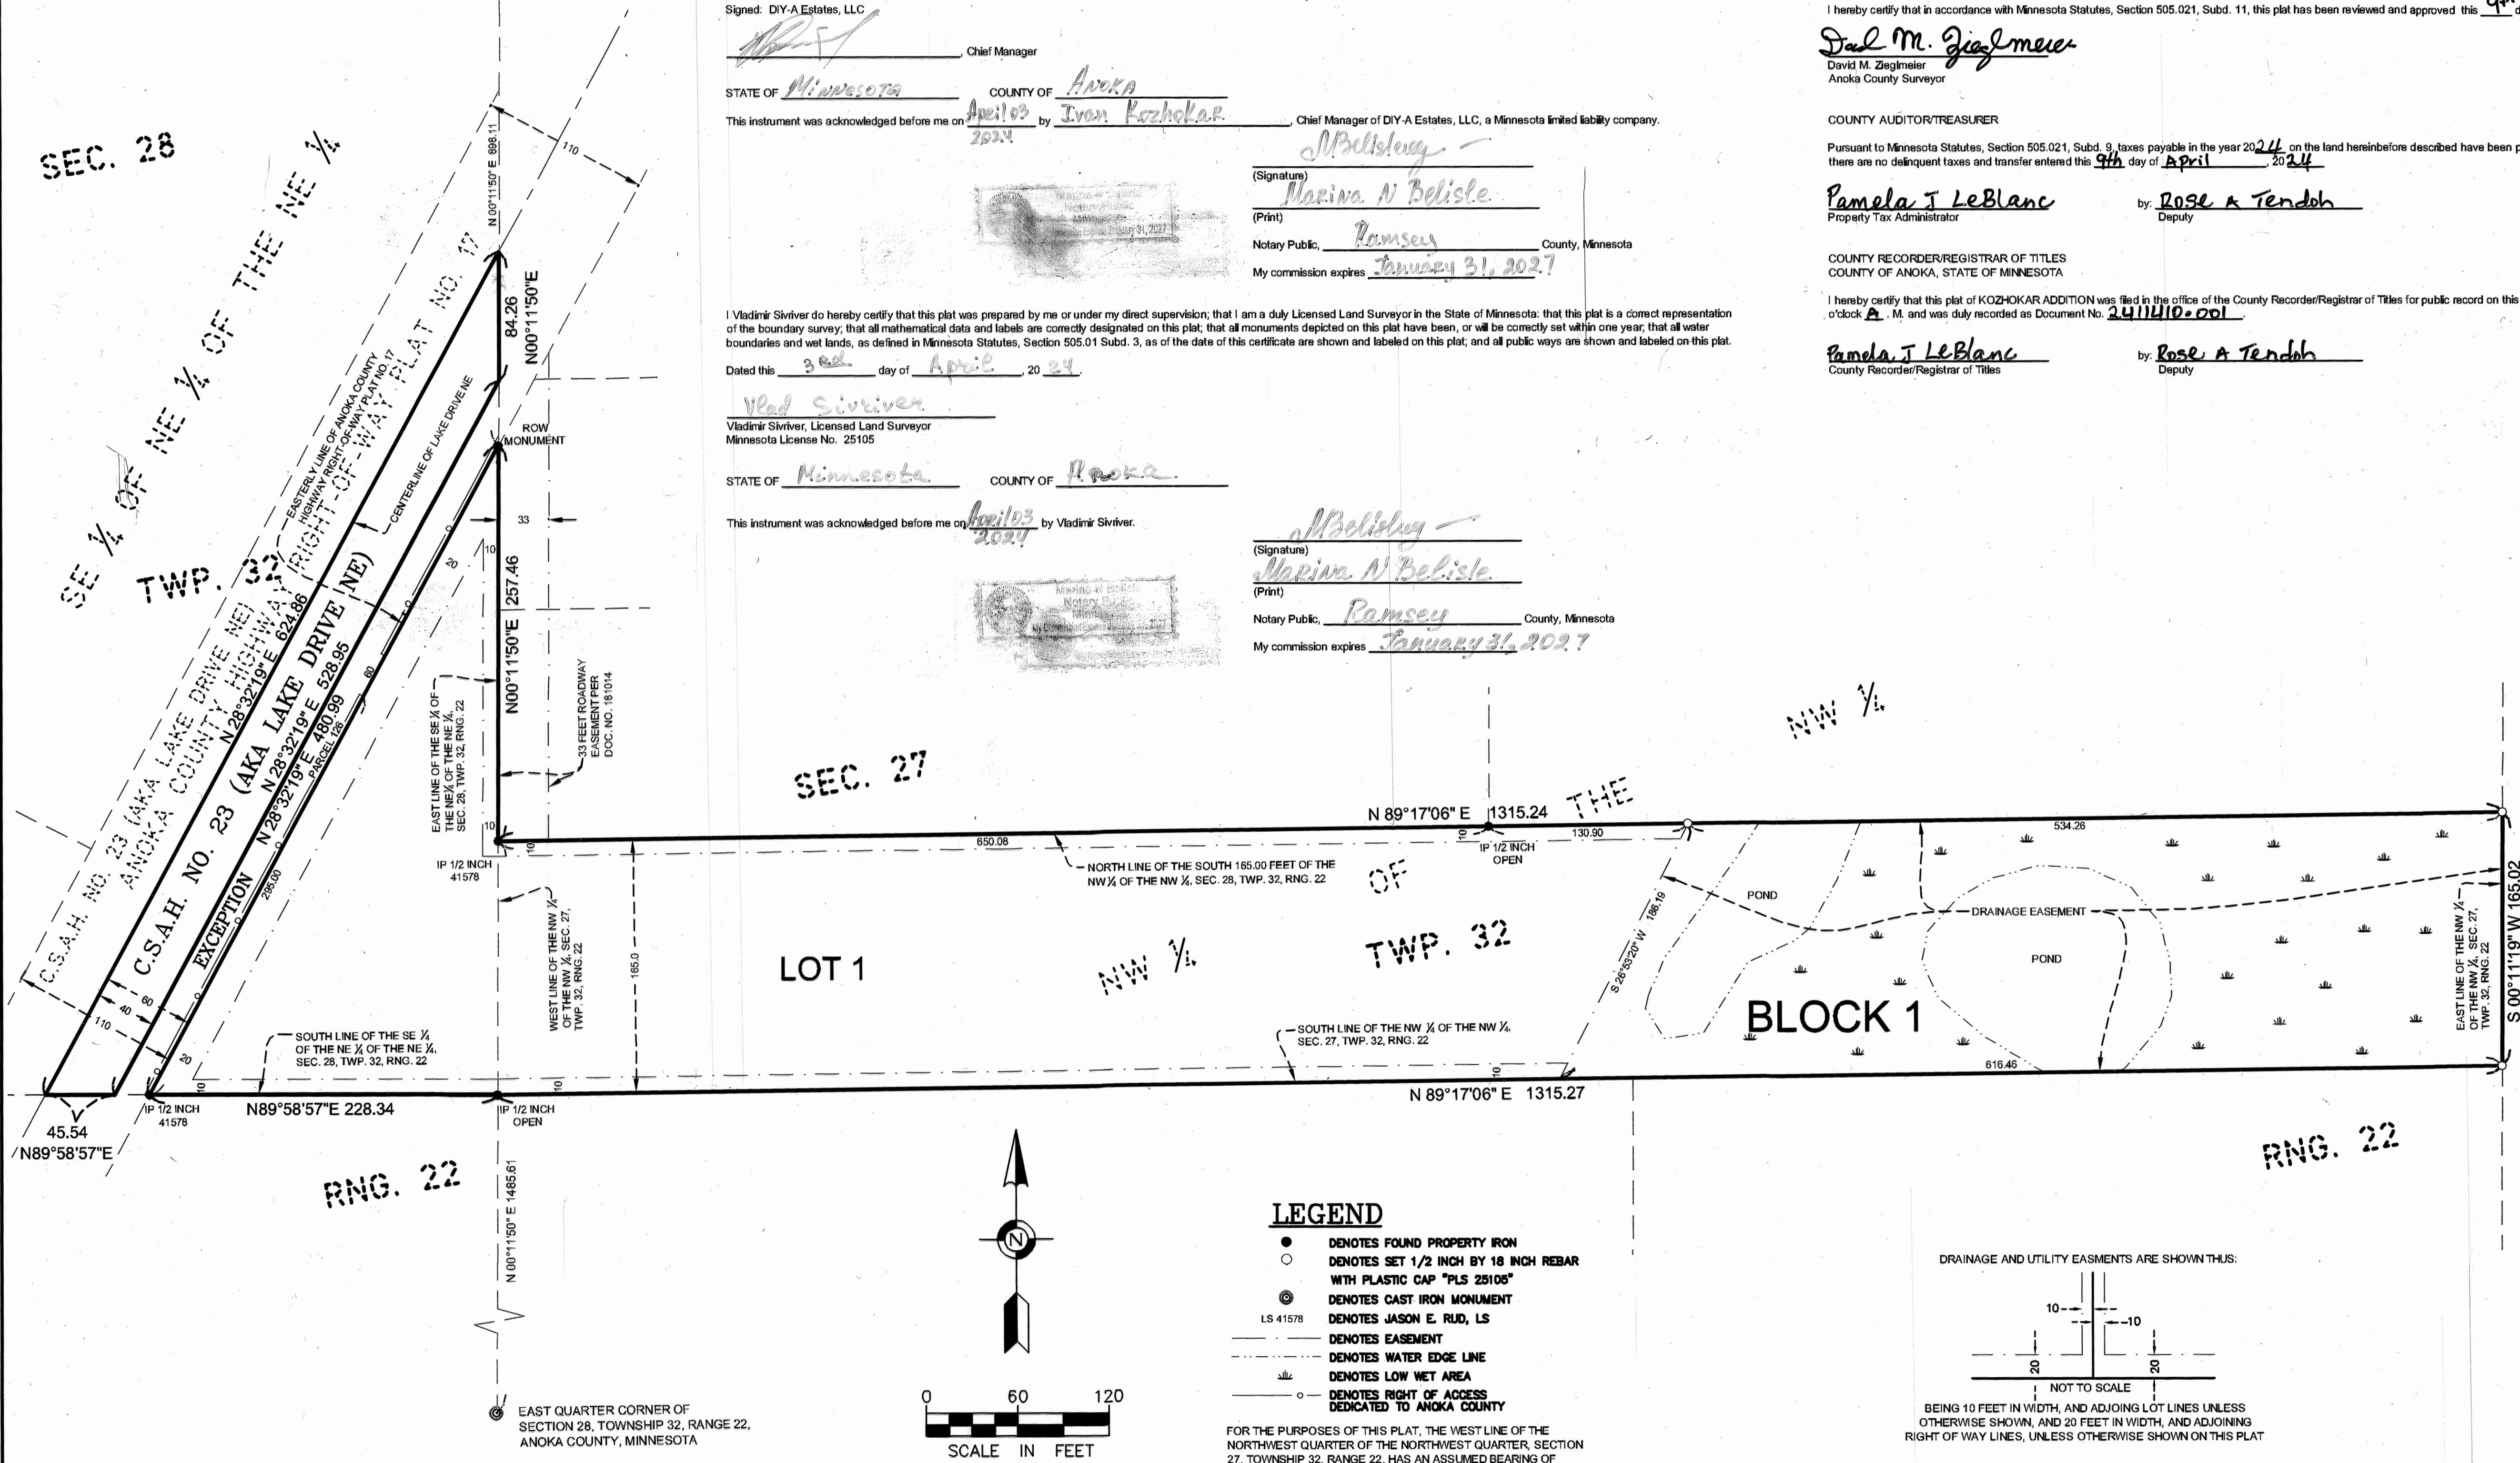 Signed: DIY-A Estates, LLC
, Chief Manager
STATE OF Minnesota COUNTY OF Anoka
This instrument was acknowledged before me on April 03 2024 by Ivan Kozhokar , Chief Manager of DIY-A Estates, LLC, a Minnesota limited liability company.
MBelisleny
(Signature)
Marina N Belisle
(Print)
Notary Public, Ramsey County, Minnesota
My commission expires January 31, 2027
I Vladimir Sivriver do hereby certify that this plat was prepared by me or under my direct supervision; that I am a duly Licensed Land Surveyor in the State of Minnesota: that this plat is a correct representation
of the boundary survey; that all mathematical data and labels are correctly designated on this plat; that all monuments depicted on this plat have been, or will be correctly set within one year; that all water
boundaries and wet lands, as defined in Minnesota Statutes, Section 505.01 Subd. 3, as of the date of this certificate are shown and labeled on this plat; and all public ways are shown and labeled on this plat.
Dated this 3rd day of April , 20 24 .
Vlad Sivriver
Vladimir Sivriver, Licensed Land Surveyor
Minnesota License No. 25105
STATE OF Minnesota COUNTY OF Anoka
This instrument was acknowledged before me on April 03 2024 by Vladimir Sivriver.
Marina N Belisle
Notary Public
(Signature)
Marina N Belisle
(Print)
Notary Public, Ramsey County, Minnesota
My commission expires January 31, 2027
I hereby certify that in accordance with Minnesota Statutes, Section 505.021, Subd. 11, this plat has been reviewed and approved this 9th d
David M. Zieglmeier
David M. Zieglmeier
Anoka County Surveyor
COUNTY AUDITOR/TREASURER
Pursuant to Minnesota Statutes, Section 505.021, Subd. 9, taxes payable in the year 2024 on the land hereinbefore described have been p
there are no delinquent taxes and transfer entered this 9th day of April , 2024
Pamela J LeBlanc by: Rose A Tendoh
Property Tax Administrator Deputy
COUNTY RECORDER/REGISTRAR OF TITLES
COUNTY OF ANOKA, STATE OF MINNESOTA
I hereby certify that this plat of KOZHOKAR ADDITION was filed in the office of the County Recorder/Registrar of Titles for public record on this
o'clock A . M. and was duly recorded as Document No. 2411410.001 .
Pamela J LeBlanc by: Rose A Tendoh
County Recorder/Registrar of Titles Deputy
SEC. 28
SE ¼ OF NE ¼ OF THE NE ¼
TWP. 32
N 00°11'50" E 898.11
110
84.26
N00°11'50"E
ROW
MONUMENT
33
10
20
N00°11'50"E 257.46
EASTERLY LINE OF ANOKA COUNTY
HIGHWAY RIGHT-OF-WAY PLAT NO. 17
CENTERLINE OF LAKE DRIVE NE
C.S.A.H. NO. 23 (AKA LAKE DRIVE NE)
ANOKA COUNTY HIGHWAY RIGHT-OF-WAY PLAT NO. 17
N 28°32'19" E 624.86
C.S.A.H. NO. 23 (AKA LAKE DRIVE NE)
N 28°32'19" E 528.95
N 28°32'19" E 480.99
PARCEL 126
EXCEPTION
295.00
60
EAST LINE OF THE SE ¼ OF
THE NE¼ OF THE NE ¼,
SEC. 28, TWP. 32, RNG. 22
33 FEET ROADWAY
EASEMENT PER
DOC. NO. 181014
10
10
IP 1/2 INCH
41578
WEST LINE OF THE NW ¼
OF THE NW ¼, SEC. 27,
TWP. 32, RNG. 22
60
40
110
20
10
SOUTH LINE OF THE SE ¼
OF THE NE ¼ OF THE NE ¼,
SEC. 28, TWP. 32, RNG. 22
45.54
N89°58'57"E
IP 1/2 INCH
41578
N89°58'57"E 228.34
IP 1/2 INCH
OPEN
10
RNG. 22
N 00°11'50" E 1485.61
SEC. 27
NW ¼
OF
THE
NW ¼
TWP. 32
RNG. 22
N 89°17'06" E 1315.24
650.08
130.90
534.26
10
IP 1/2 INCH
OPEN
NORTH LINE OF THE SOUTH 165.00 FEET OF THE
NW ¼ OF THE NW ¼, SEC. 28, TWP. 32, RNG. 22
165.0
LOT 1
BLOCK 1
S 26°53'20" W 186.19
POND
DRAINAGE EASEMENT
POND
EAST LINE OF THE NW ¼
OF THE NW ¼, SEC. 27,
TWP. 32, RNG. 22
S 00°11'19" W 165.02
SOUTH LINE OF THE NW ¼ OF THE NW ¼,
SEC. 27, TWP. 32, RNG. 22
10
616.46
N 89°17'06" E 1315.27
N
0 60 120
SCALE IN FEET
EAST QUARTER CORNER OF
SECTION 28, TOWNSHIP 32, RANGE 22,
ANOKA COUNTY, MINNESOTA
LEGEND
DENOTES FOUND PROPERTY IRON
DENOTES SET 1/2 INCH BY 18 INCH REBAR
WITH PLASTIC CAP "PLS 25105"
DENOTES CAST IRON MONUMENT
LS 41578 DENOTES JASON E. RUD, LS
DENOTES EASEMENT
DENOTES WATER EDGE LINE
DENOTES LOW WET AREA
DENOTES RIGHT OF ACCESS
DEDICATED TO ANOKA COUNTY
FOR THE PURPOSES OF THIS PLAT, THE WEST LINE OF THE
NORTHWEST QUARTER OF THE NORTHWEST QUARTER, SECTION
27, TOWNSHIP 32, RANGE 22, HAS AN ASSUMED BEARING OF
DRAINAGE AND UTILITY EASMENTS ARE SHOWN THUS:
10
10
20
20
NOT TO SCALE
BEING 10 FEET IN WIDTH, AND ADJOING LOT LINES UNLESS
OTHERWISE SHOWN, AND 20 FEET IN WIDTH, AND ADJOINING
RIGHT OF WAY LINES, UNLESS OTHERWISE SHOWN ON THIS PLAT